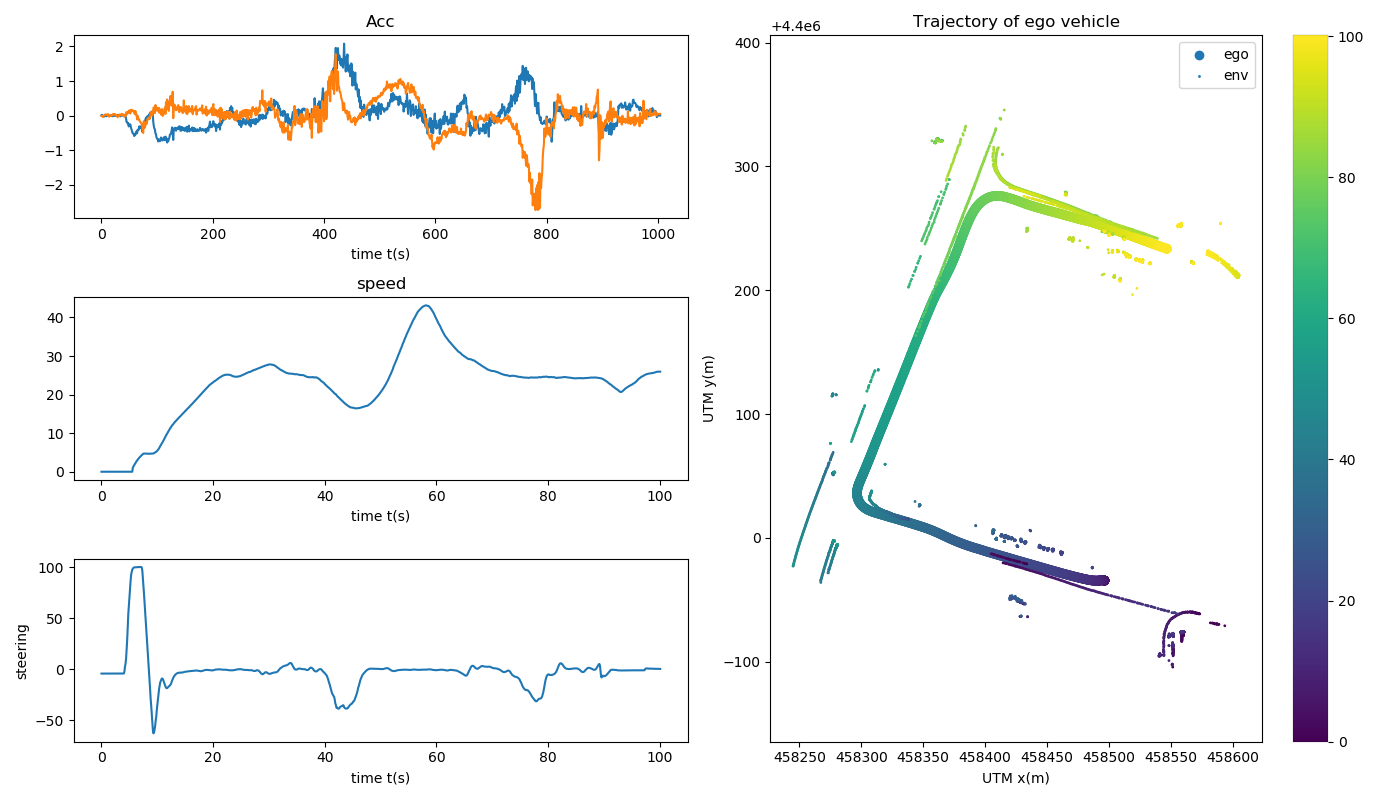 Acc
2
1
0
−1
−2
0 200 400 600 800 1000
time t(s)
speed
40
30
20
10
0
0 20 40 60 80 100
time t(s)
steering
100
50
0
−50
0 20 40 60 80 100
time t(s)
Trajectory of ego vehicle
+4.4e6
ego
env
UTM y(m)
400
300
200
100
0
−100
458250 458300 458350 458400 458450 458500 458550 458600
UTM x(m)
100
80
60
40
20
0